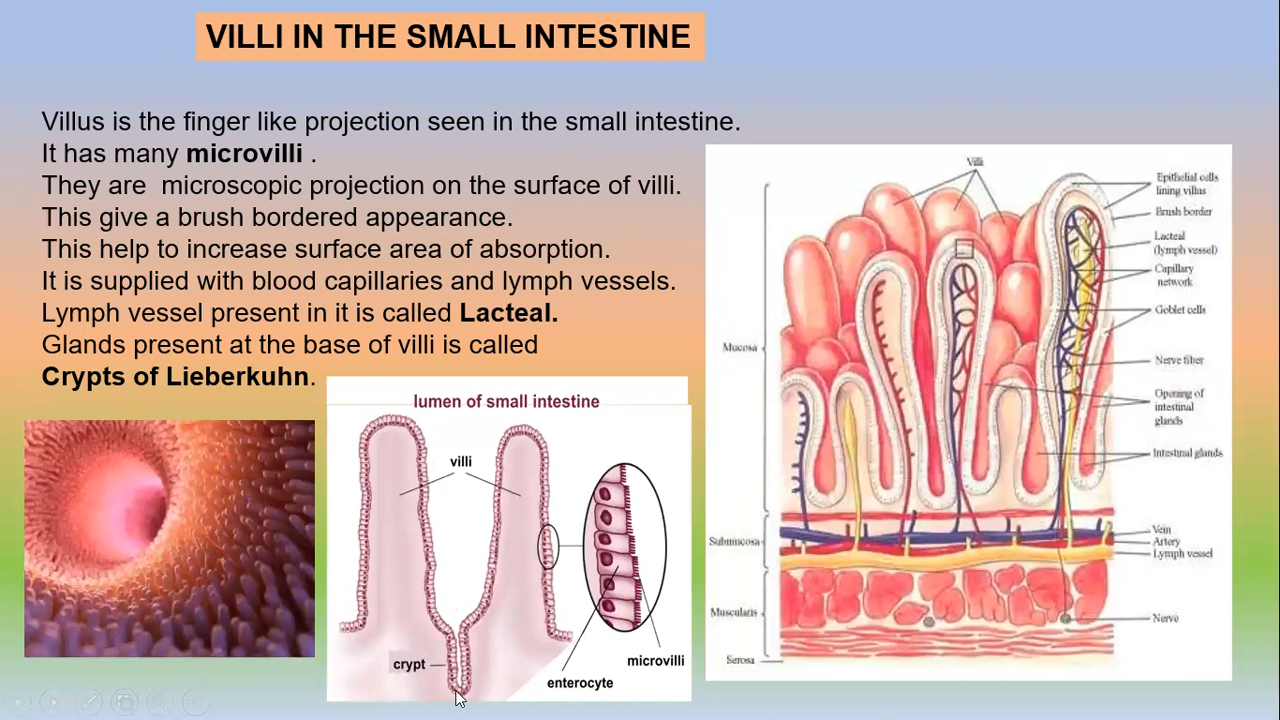 VILLI IN THE SMALL INTESTINE
Villus is the finger like projection seen in the small intestine.
It has many microvilli .
They are microscopic projection on the surface of villi.
This give a brush bordered appearance.
This help to increase surface area of absorption.
It is supplied with blood capillaries and lymph vessels.
Lymph vessel present in it is called Lacteal.
Glands present at the base of villi is called
Crypts of Lieberkuhn.
lumen of small intestine
villi
crypt
enterocyte
microvilli
Villi
Mucosa
Submucosa
Muscularis
Serosa
Epithelial cells
lining villus
Brush border
Lacteal
(lymph vessel)
Capillary
network
Goblet cells
Nerve fiber
Opening of
intestinal
glands
Intestinal glands
Vein
Artery
Lymph vessel
Nerve